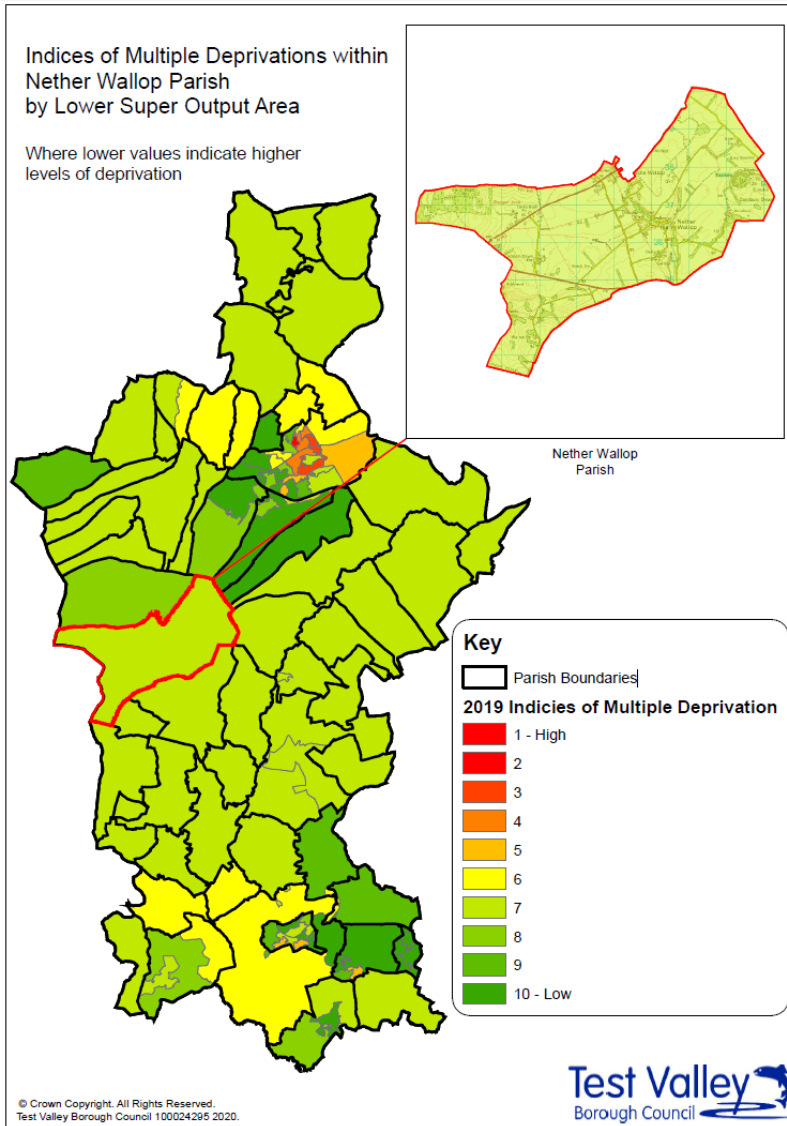 Indices of Multiple Deprivations within
Nether Wallop Parish
by Lower Super Output Area
Where lower values indicate higher
levels of deprivation
Nether
Wallop
Nether Wallop
Parish
Key
Parish Boundaries
2019 Indicies of Multiple Deprivation
1 - High
2
3
4
5
6
7
8
9
10 - Low
© Crown Copyright. All Rights Reserved.
Test Valley Borough Council 100024295 2020.
Test Valley
Borough Council